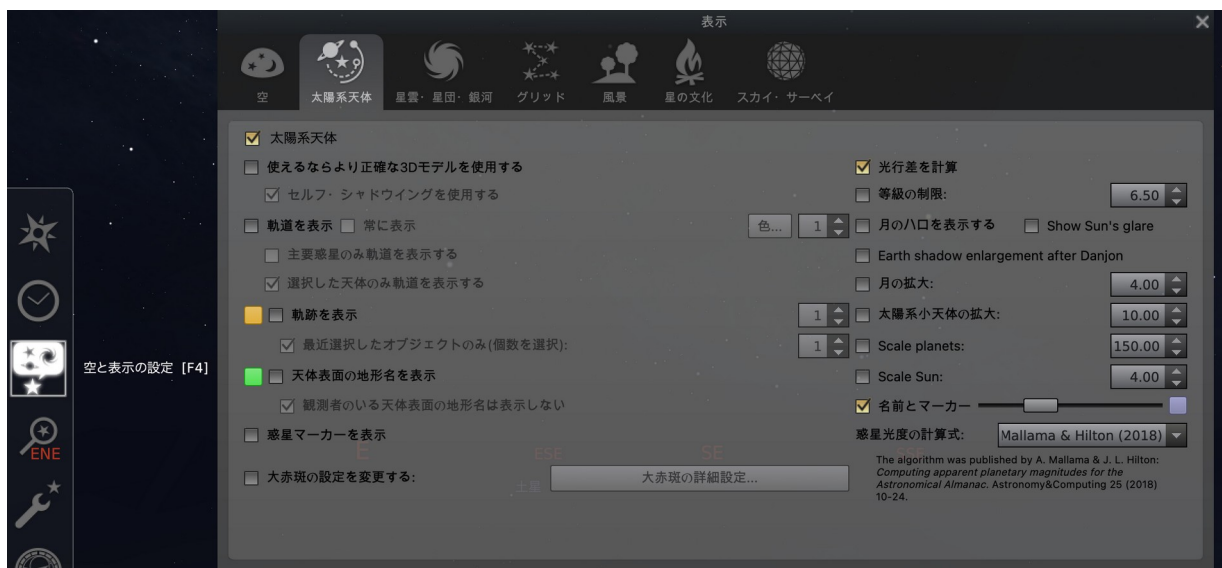 表示
空
太陽系天体
星雲・星団・銀河
グリッド
風景
星の文化
スカイ・サーベイ
太陽系天体
使えるならより正確な3Dモデルを使用する
セルフ・シャドウイングを使用する
軌道を表示 常に表示 色... 1
主要惑星のみ軌道を表示する
選択した天体のみ軌道を表示する
軌跡を表示 1
最近選択したオブジェクトのみ(個数を選択): 1
天体表面の地形名を表示
観測者のいる天体表面の地形名は表示しない
惑星マーカーを表示
大赤斑の設定を変更する: 大赤斑の詳細設定...
光行差を計算
等級の制限: 6.50
月のハロを表示する Show Sun's glare
Earth shadow enlargement after Danjon
月の拡大: 4.00
太陽系小天体の拡大: 10.00
Scale planets: 150.00
Scale Sun: 4.00
名前とマーカー
惑星光度の計算式: Mallama & Hilton (2018)
The algorithm was published by A. Mallama & J. L. Hilton:
Computing apparent planetary magnitudes for the
Astronomical Almanac. Astronomy&Computing 25 (2018)
10-24.
空と表示の設定 [F4]
ENE
E
ESE
SE
土星